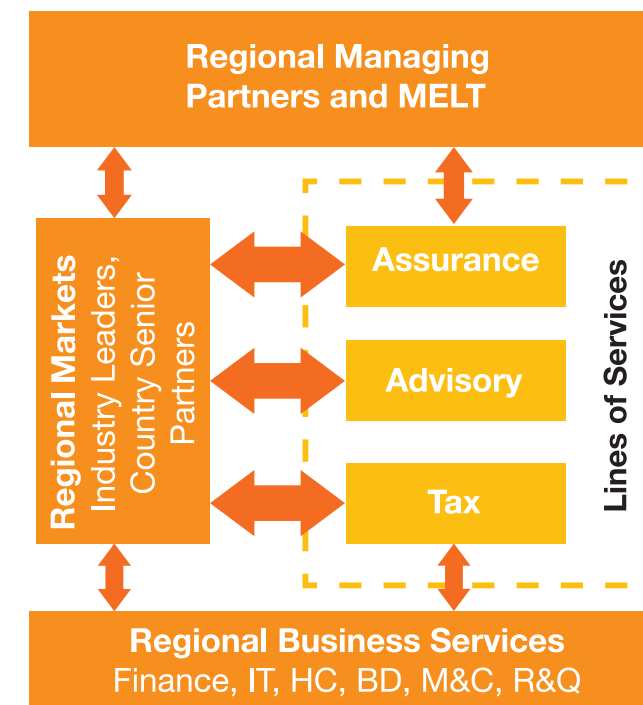 Regional Managing
Partners and MELT
Regional Markets
Industry Leaders,
Country Senior
Partners
Assurance
Advisory
Tax
Lines of Services
Regional Business Services
Finance, IT, HC, BD, M&C, R&Q